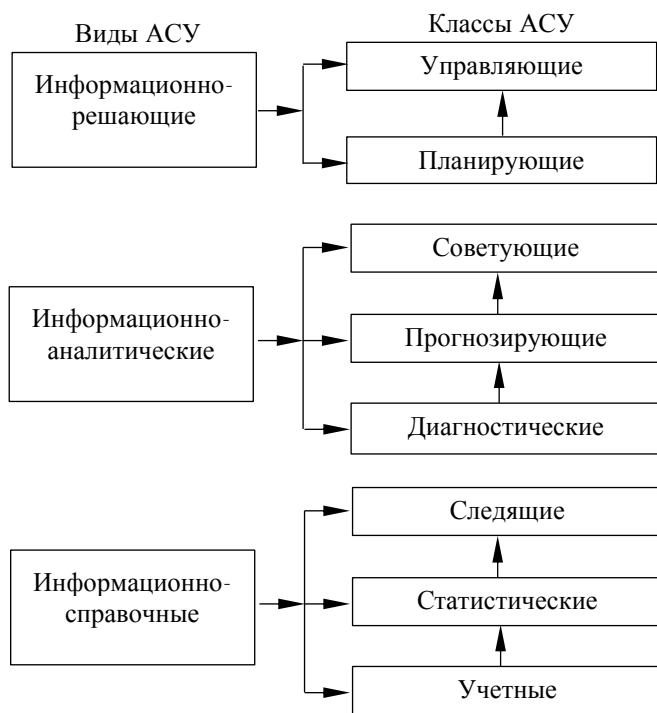 Виды АСУ
Классы АСУ
Информационно-
решающие
Управляющие
Планирующие
Информационно-
аналитические
Советующие
Прогнозирующие
Диагностические
Информационно-
справочные
Следящие
Статистические
Учетные